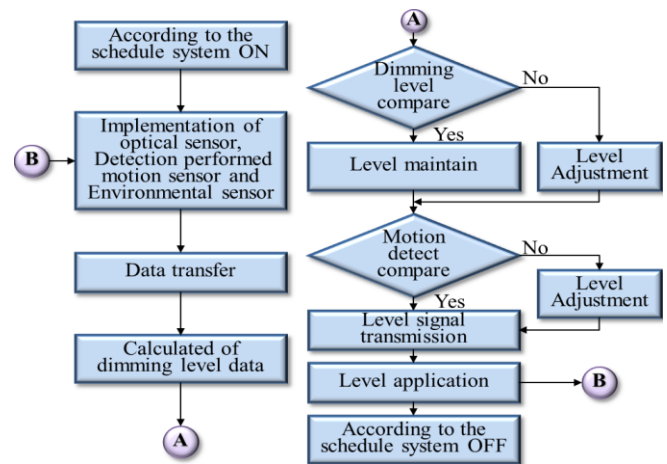 According to the
schedule system ON
B
Implementation of
optical sensor,
Detection performed
motion sensor and
Environmental sensor
Data transfer
Calculated of
dimming level data
A
A
Dimming
level
compare
No
Yes
Level maintain
Level
Adjustment
Motion
detect
compare
No
Yes
Level
Adjustment
Level signal
transmission
Level application
B
According to the
schedule system OFF